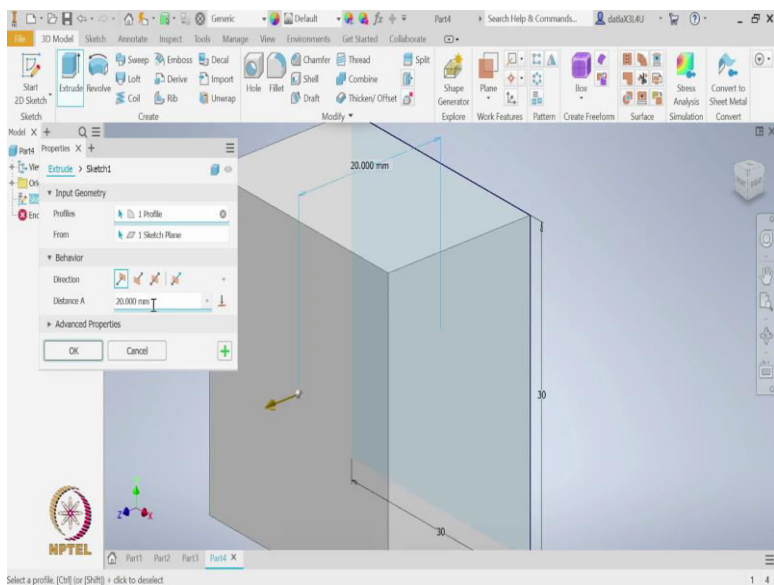 Generic Default fx Part4 Search Help & Commands... datlaX3L4U
File 3D Model Sketch Annotate Inspect Tools Manage View Environments Get Started Collaborate
Start 2D Sketch Extrude Revolve Sweep Emboss Decal Hole Fillet Chamfer Thread Split Shape Generator Plane Box Stress Analysis Convert to Sheet Metal
Loft Derive Import Shell Combine
Coil Rib Unwrap Draft Thicken/ Offset
Sketch Create Modify Explore Work Features Pattern Create Freeform Surface Simulation Convert
Model X +
Part4 Properties X +
Extrude > Sketch1
Input Geometry
Profiles 1 Profile
From 1 Sketch Plane
Behavior
Direction
Distance A 20.000 mm
Advanced Properties
OK Cancel
20.000 mm
30
30
Z X
NPTEL
Part1 Part2 Part3 Part4 X
Select a profile. [Ctrl] (or [Shift]) + click to deselect